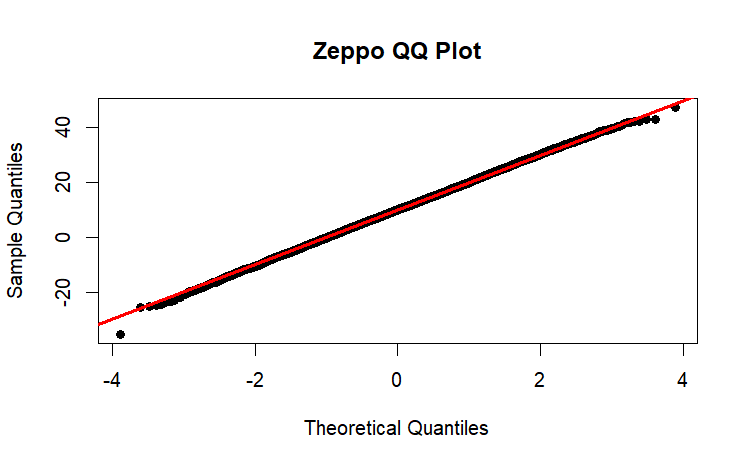 Zeppo QQ Plot
Sample Quantiles
40
20
0
-20
-4 -2 0 2 4
Theoretical Quantiles